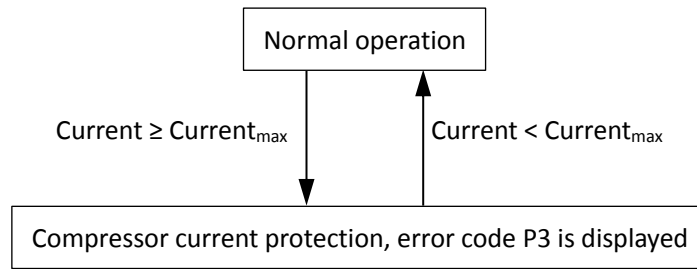 Normal operation
Current ≥ Currentmax
Current < Currentmax
Compressor current protection, error code P3 is displayed